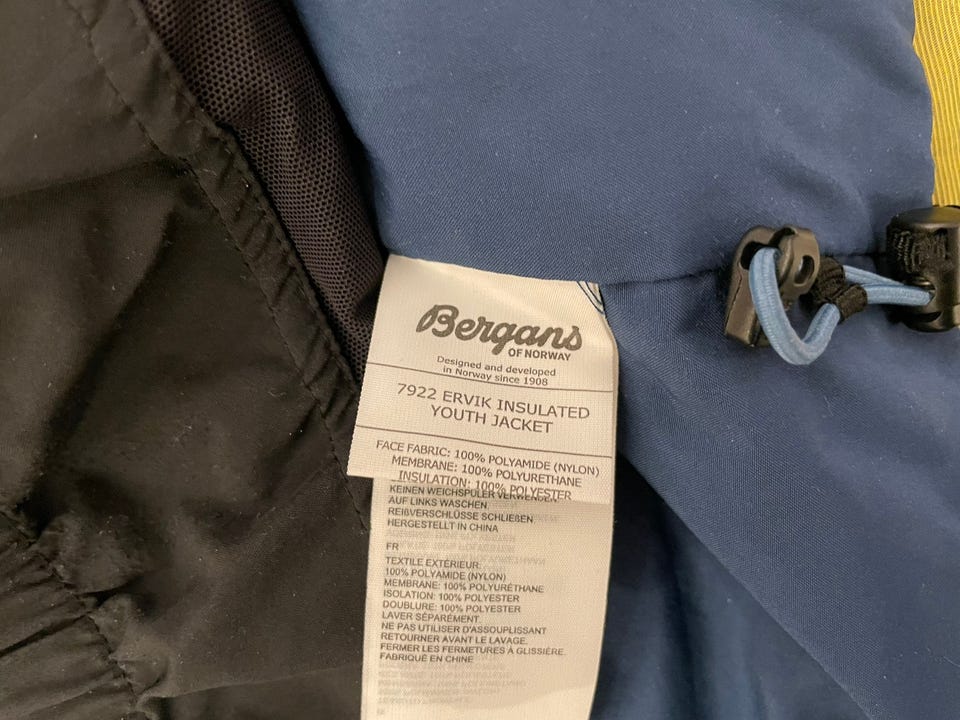 Bergans
OF NORWAY
Designed and developed
in Norway since 1908
7922 ERVIK INSULATED
YOUTH JACKET
FACE FABRIC: 100% POLYAMIDE (NYLON)
MEMBRANE: 100% POLYURETHANE
INSULATION: 100% POLYESTER
KEINEN WEICHSPÜLER VERWENDEN
AUF LINKS WASCHEN
REIßVERSCHLÜSSE SCHLIEßEN
HERGESTELLT IN CHINA
FR
TEXTILE EXTÉRIEUR:
100% POLYAMIDE (NYLON)
MEMBRANE: 100% POLYURÉTHANE
ISOLATION: 100% POLYESTER
DOUBLURE: 100% POLYESTER
LAVER SÉPARÉMENT.
NE PAS UTILISER D'ASSOUPLISSANT
RETOURNER AVANT LE LAVAGE.
FERMER LES FERMETURES À GLISSIÈRE.
FABRIQUÉ EN CHINE